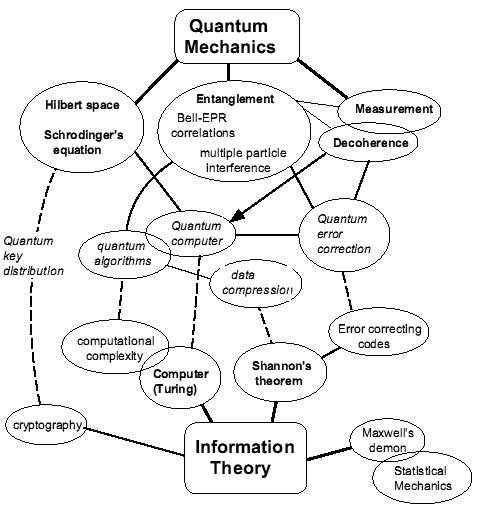 Quantum
Mechanics
Hilbert space
Schrodinger's
equation
Entanglement
Bell-EPR
correlations
multiple particle
interference
Measurement
Decoherence
Quantum
key
distribution
quantum
algorithms
Quantum
computer
Quantum
error
correction
data
compression
computational
complexity
Computer
(Turing)
Shannon's
theorem
Error correcting
codes
cryptography
Information
Theory
Maxwell's
demon
Statistical
Mechanics